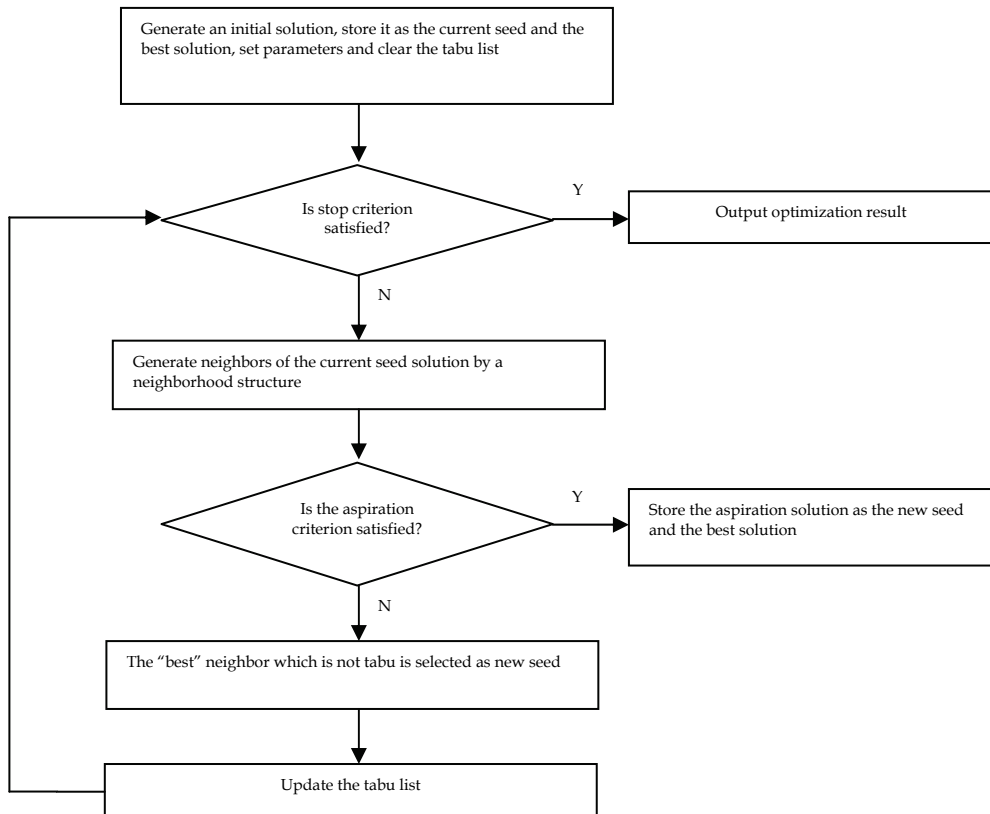 Generate an initial solution, store it as the current seed and the
best solution, set parameters and clear the tabu list
Is stop criterion
satisfied?
Y
Output optimization result
N
Generate neighbors of the current seed solution by a
neighborhood structure
Is the aspiration
criterion satisfied?
Y
Store the aspiration solution as the new seed
and the best solution
N
The “best” neighbor which is not tabu is selected as new seed
Update the tabu list